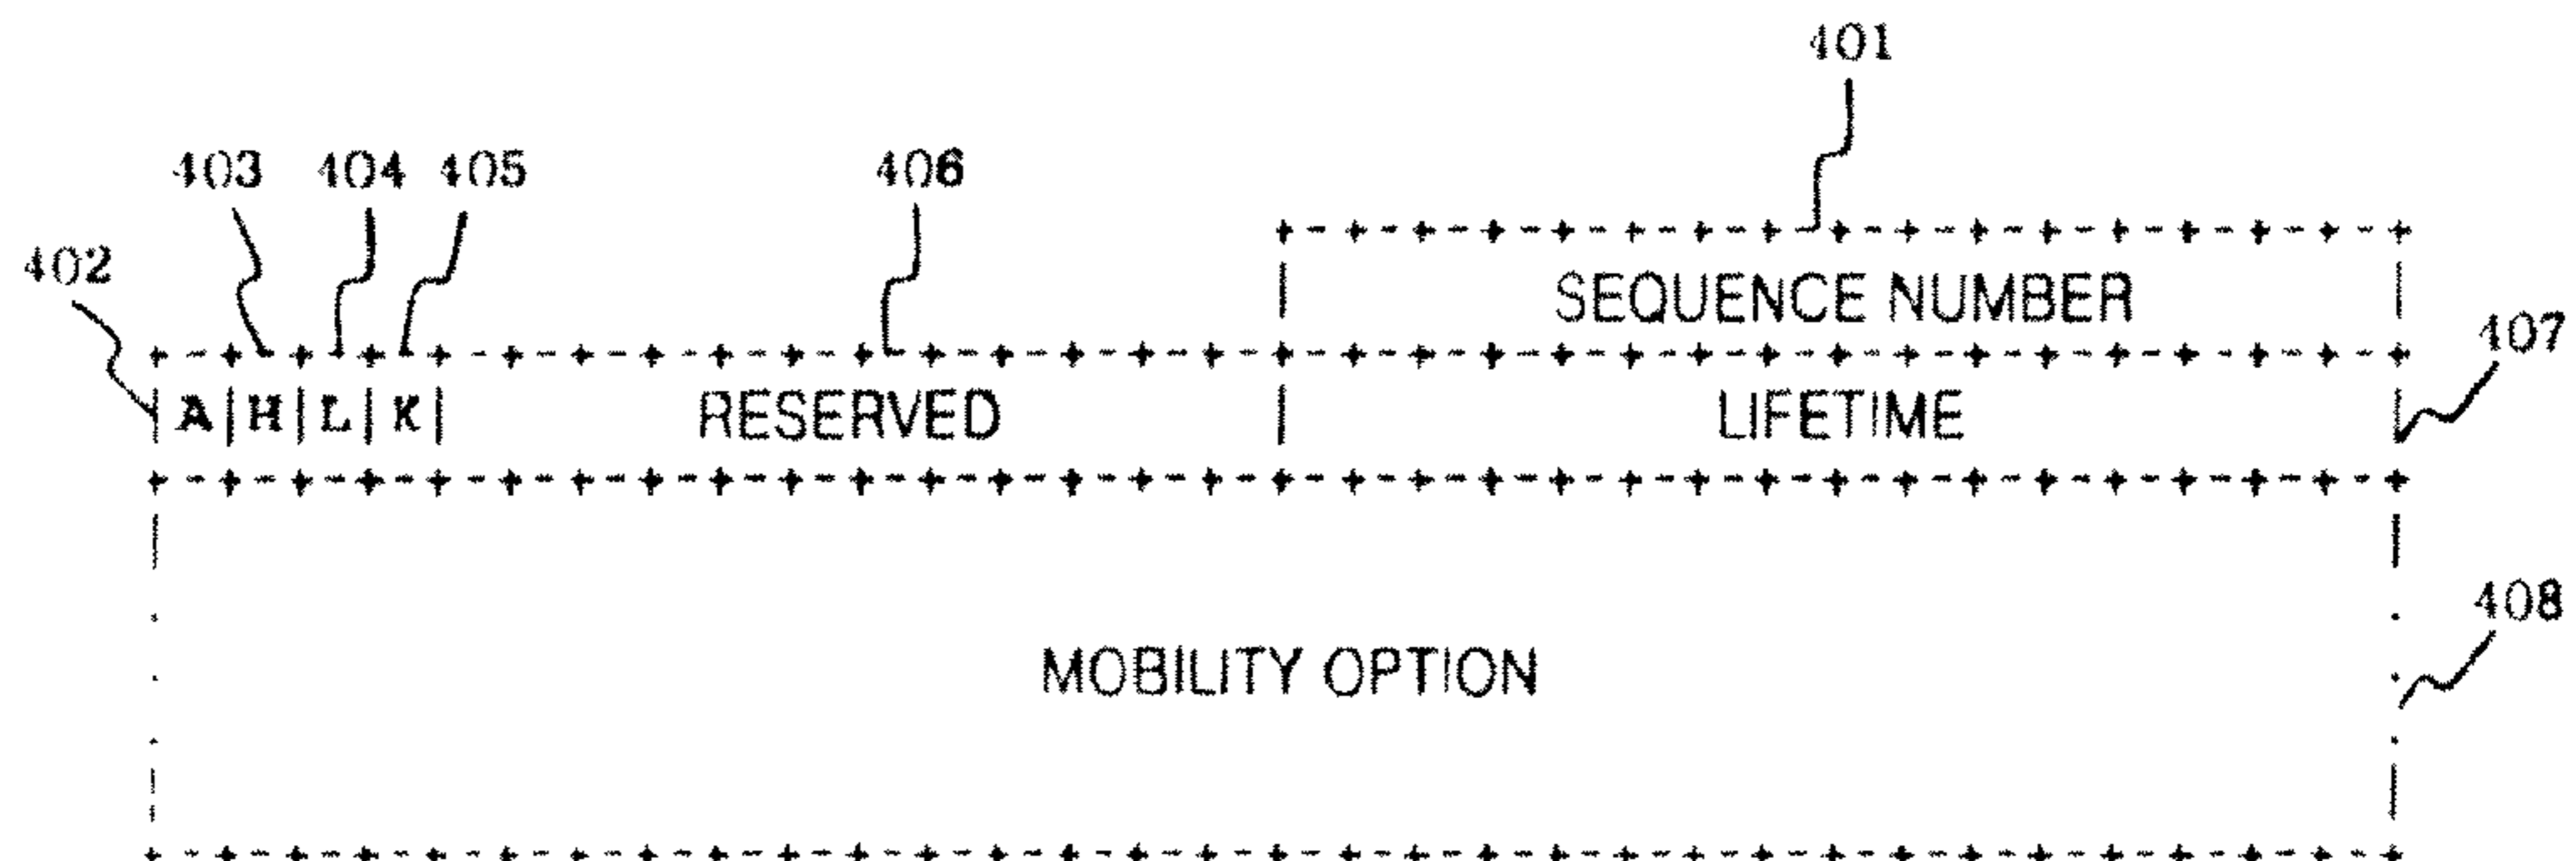 401
403 404 405 406
402
SEQUENCE NUMBER
407
|A|H|L|K| RESERVED | LIFETIME |
408
MOBILITY OPTION